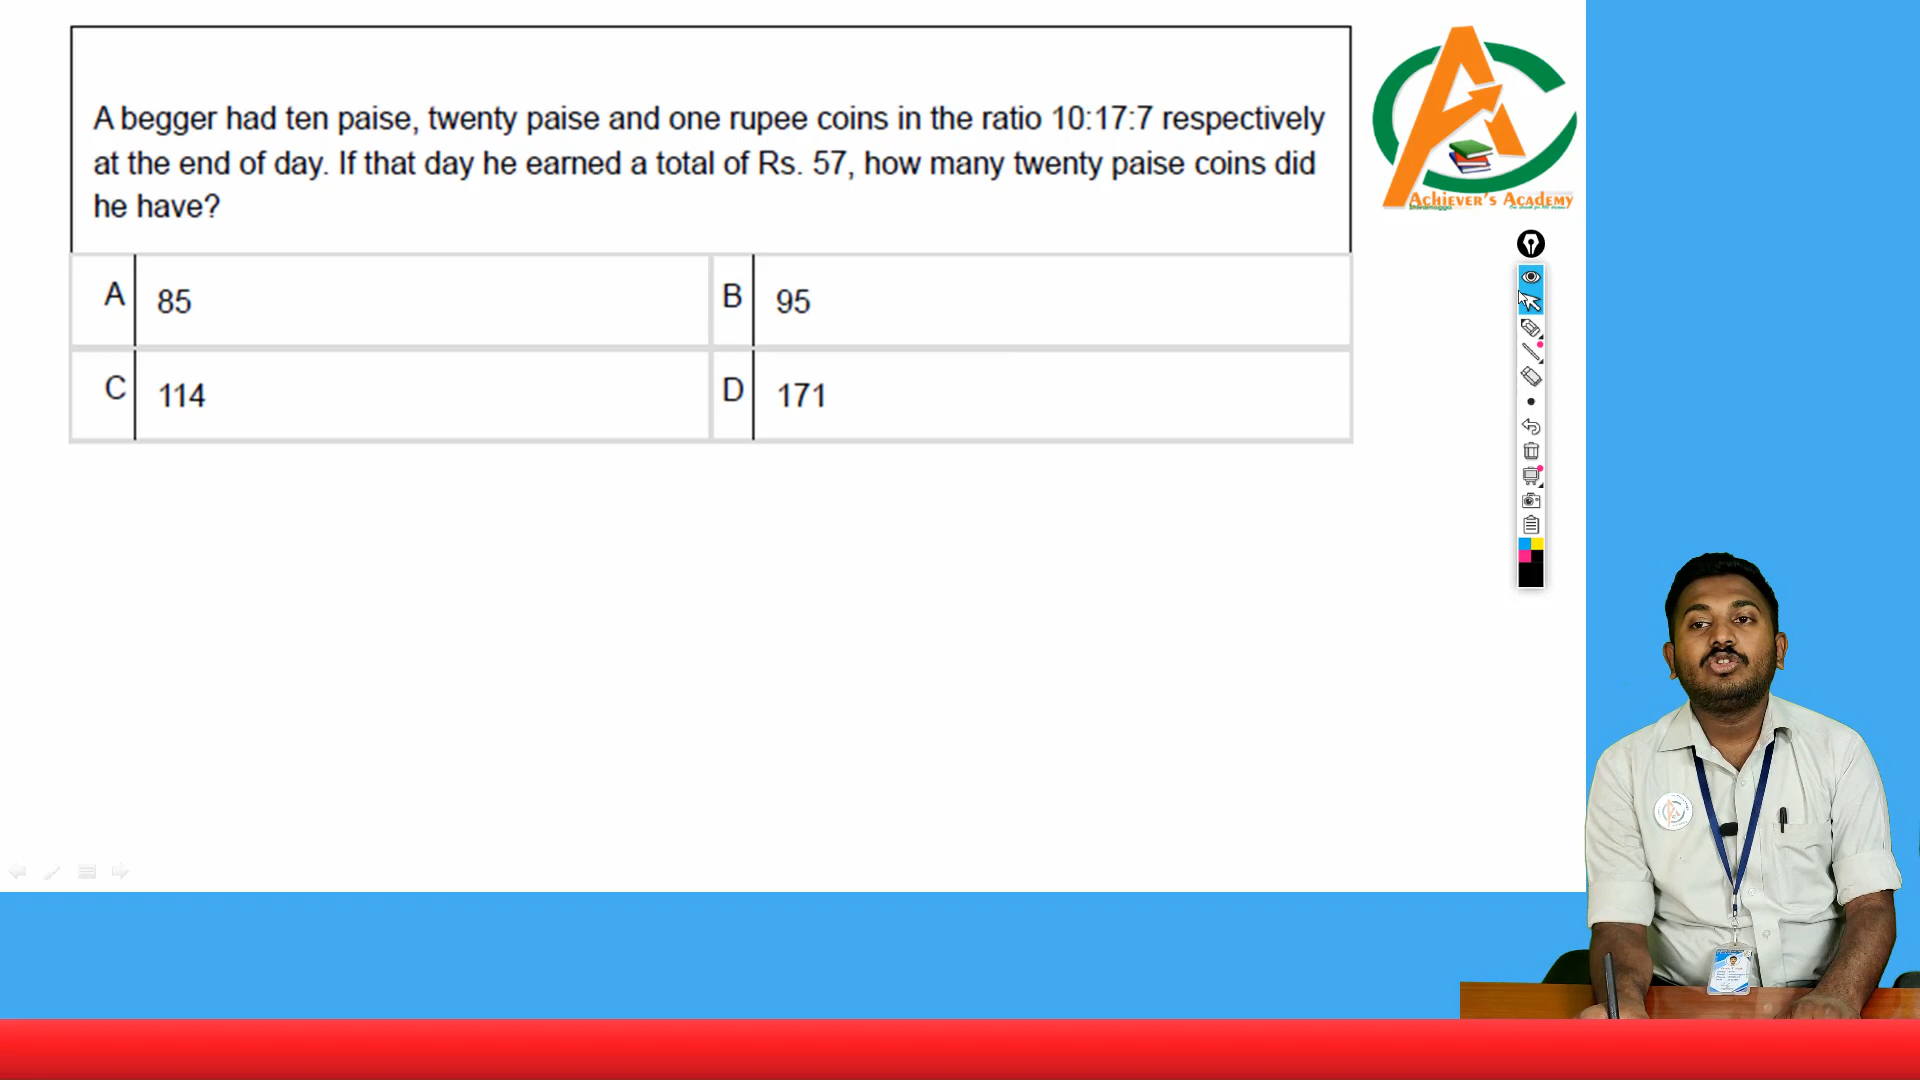 A begger had ten paise, twenty paise and one rupee coins in the ratio 10:17:7 respectively
at the end of day. If that day he earned a total of Rs. 57, how many twenty paise coins did
he have?
A 85
B 95
C 114
D 171
ACHIEVER'S ACADEMY